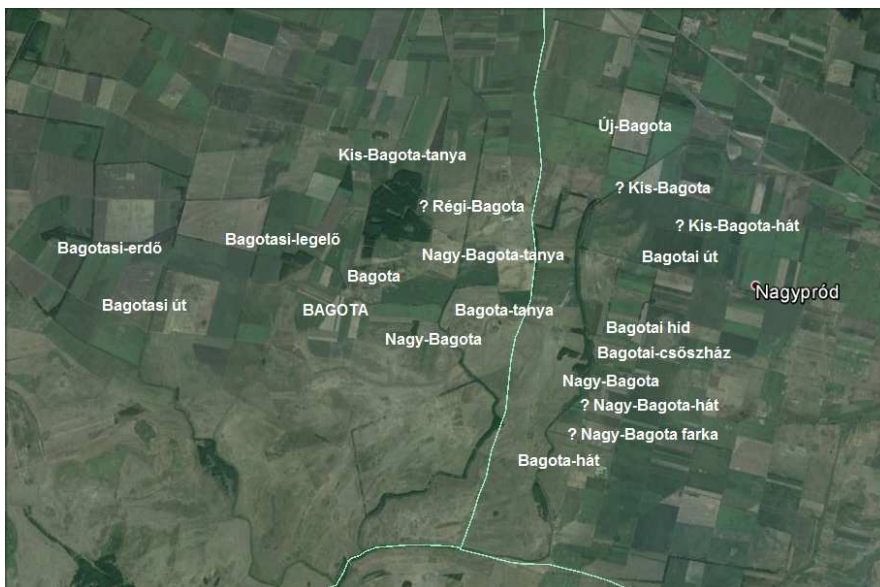 Új-Bagota
Kis-Bagota-tanya
? Kis-Bagota
? Régi-Bagota
? Kis-Bagota-hát
Bagotasi-legelő
Bagotasi-erdő
Nagy-Bagota-tanya
Bagotai út
Bagota
Nagypród
Bagotasi út
BAGOTA
Bagota-tanya
Bagotai híd
Nagy-Bagota
Bagotai-csőszház
Nagy-Bagota
? Nagy-Bagota-hát
? Nagy-Bagota farka
Bagota-hát